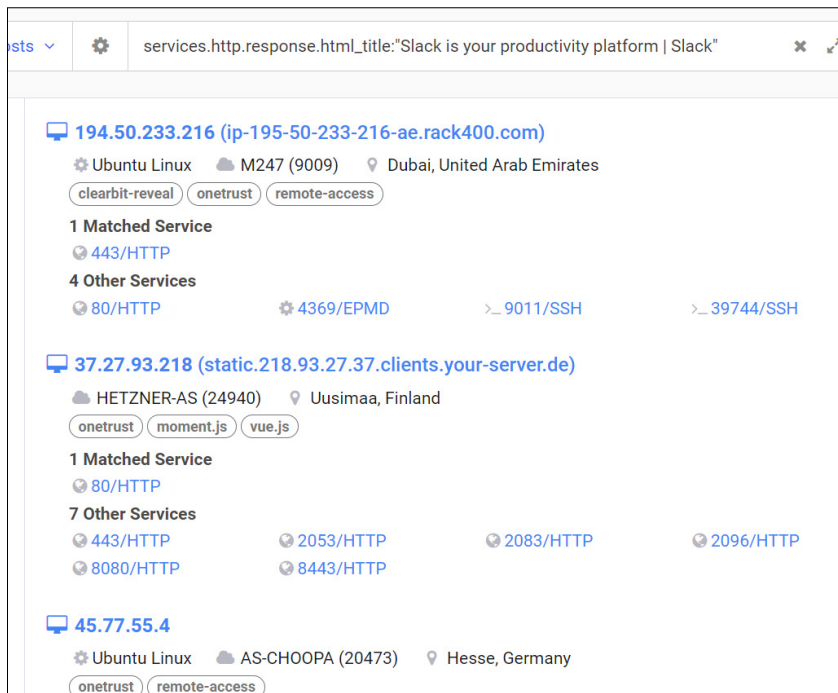 osts
services.http.response.html_title:"Slack is your productivity platform | Slack"
194.50.233.216 (ip-195-50-233-216-ae.rack400.com)
Ubuntu Linux M247 (9009) Dubai, United Arab Emirates
clearbit-reveal onetrust remote-access
1 Matched Service
443/HTTP
4 Other Services
80/HTTP 4369/EPMD >_ 9011/SSH >_ 39744/SSH
37.27.93.218 (static.218.93.27.37.clients.your-server.de)
HETZNER-AS (24940) Uusimaa, Finland
onetrust moment.js vue.js
1 Matched Service
80/HTTP
7 Other Services
443/HTTP 2053/HTTP 2083/HTTP 2096/HTTP
8080/HTTP 8443/HTTP
45.77.55.4
Ubuntu Linux AS-CHOOPA (20473) Hesse, Germany
onetrust remote-access